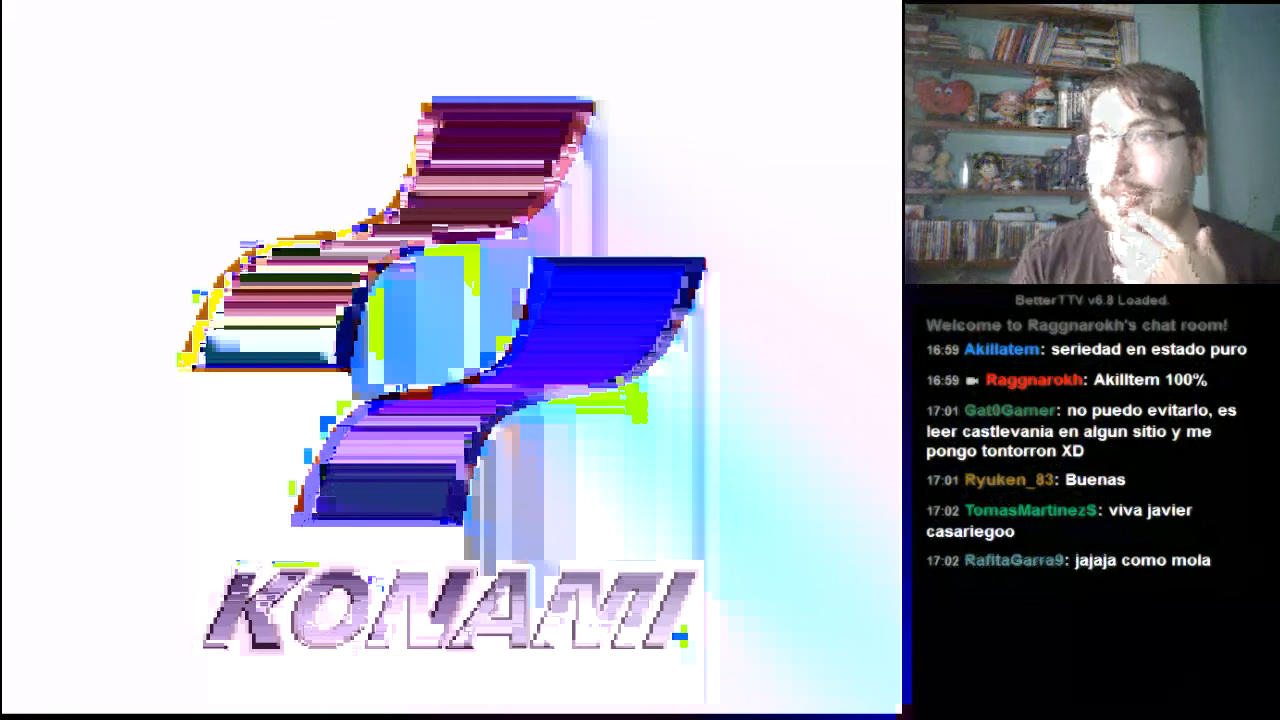 KONAMI
BetterTTV v6.8 Loaded.
Welcome to Raggnarokh's chat room!
16:59 Akillatem: seriedad en estado puro
16:59 Raggnarokh: Akilltem 100%
17:01 Gat0Gamer: no puedo evitarlo, es
leer castlevania en algun sitio y me
pongo tontorron XD
17:01 Ryuken_83: Buenas
17:02 TomasMartinezS: viva javier
casariegoo
17:02 RafitaGarra9: jajaja como mola